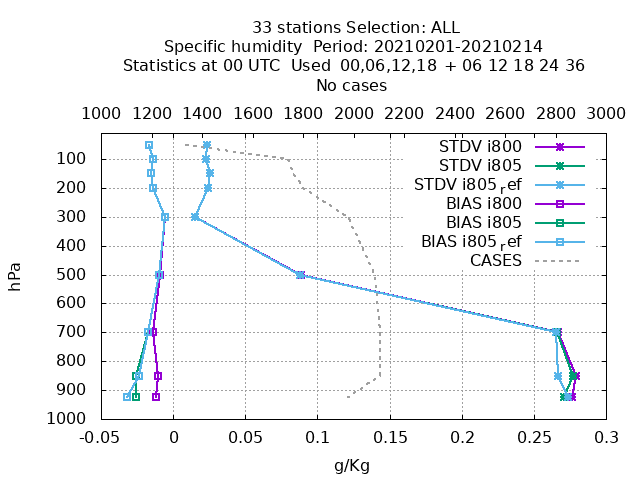 33 stations Selection: ALL
Specific humidity  Period: 20210201-20210214
Statistics at 00 UTC  Used  00,06,12,18  + 06 12 18 24 36
No cases
1000 1200 1400 1600 1800 2000 2200 2400 2600 2800 3000
STDV i800
STDV i805
STDV i805ref
BIAS i800
BIAS i805
BIAS i805ref
CASES
100
200
300
400
500
600
700
800
900
1000
hPa
-0.05 0 0.05 0.1 0.15 0.2 0.25 0.3
g/Kg